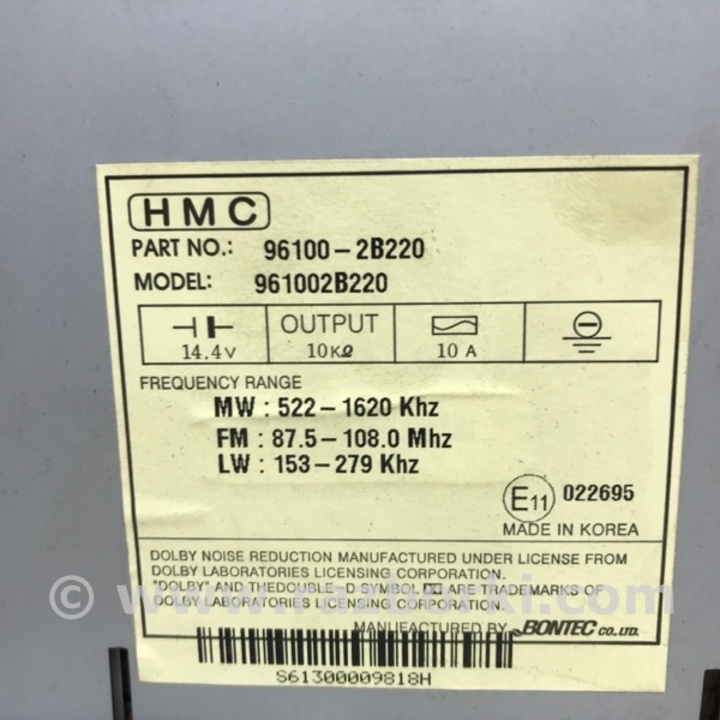 HMC
PART NO.: 96100-2B220
MODEL: 961002B220
14.4V OUTPUT 10KΩ 10 A
FREQUENCY RANGE
MW : 522-1620 Khz
FM : 87.5-108.0 Mhz
LW : 153-279 Khz
E11 022695
MADE IN KOREA
DOLBY NOISE REDUCTION MANUFACTURED UNDER LICENSE FROM
DOLBY LABORATORIES LICENSING CORPORATION.
"DOLBY" AND THEDOUBLE-D SYMBOL ARE TRADEMARKS OF
DOLBY LABORATORIES LICENSING CORPORATION.
MANUFACTURED BY BONTEC CO.,LTD.
S61300009818H